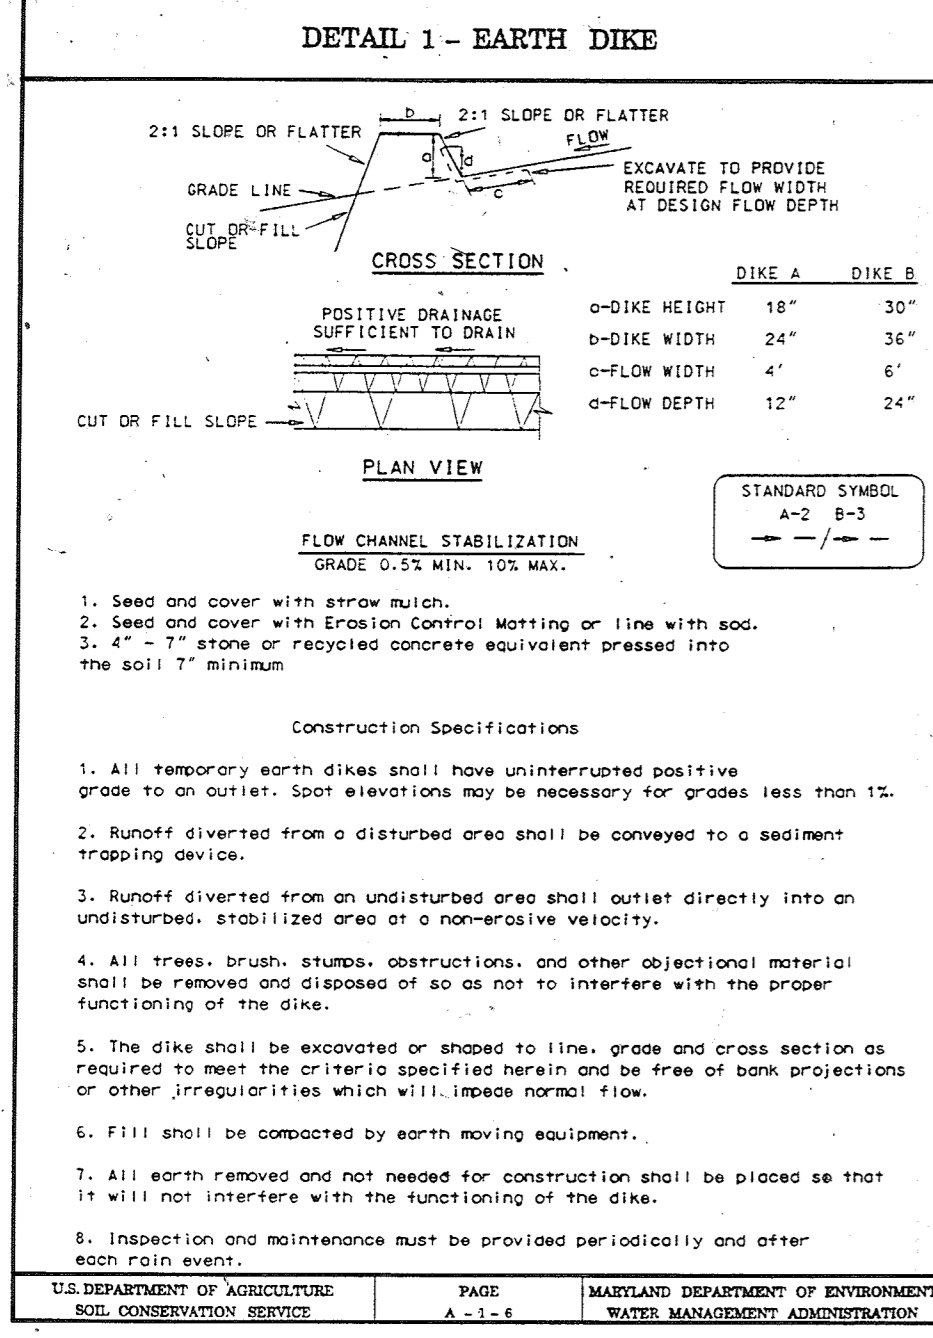 DETAIL 1 - EARTH DIKE
b
2:1 SLOPE OR FLATTER
2:1 SLOPE OR FLATTER
FLOW
a
d
EXCAVATE TO PROVIDE
REQUIRED FLOW WIDTH
AT DESIGN FLOW DEPTH
GRADE LINE
c
CUT OR FILL
SLOPE
CROSS SECTION
DIKE A DIKE B
a-DIKE HEIGHT 18" 30"
b-DIKE WIDTH 24" 36"
c-FLOW WIDTH 4' 6'
d-FLOW DEPTH 12" 24"
POSITIVE DRAINAGE
SUFFICIENT TO DRAIN
CUT OR FILL SLOPE
PLAN VIEW
STANDARD SYMBOL
A-2 B-3
/
FLOW CHANNEL STABILIZATION
GRADE 0.5% MIN. 10% MAX.
1. Seed and cover with straw mulch.
2. Seed and cover with Erosion Control Matting or line with sod.
3. 4" - 7" stone or recycled concrete equivalent pressed into
the soil 7" minimum
Construction Specifications
1. All temporary earth dikes shall have uninterrupted positive
grade to an outlet. Spot elevations may be necessary for grades less than 1%.
2. Runoff diverted from a disturbed area shall be conveyed to a sediment
trapping device.
3. Runoff diverted from an undisturbed area shall outlet directly into an
undisturbed, stabilized area at a non-erosive velocity.
4. All trees, brush, stumps, obstructions, and other objectional material
shall be removed and disposed of so as not to interfere with the proper
functioning of the dike.
5. The dike shall be excavated or shaped to line, grade and cross section as
required to meet the criteria specified herein and be free of bank projections
or other irregularities which will impede normal flow.
6. Fill shall be compacted by earth moving equipment.
7. All earth removed and not needed for construction shall be placed so that
it will not interfere with the functioning of the dike.
8. Inspection and maintenance must be provided periodically and after
each rain event.
U.S. DEPARTMENT OF AGRICULTURE
SOIL CONSERVATION SERVICE
PAGE
A - 1 - 6
MARYLAND DEPARTMENT OF ENVIRONMENT
WATER MANAGEMENT ADMINISTRATION